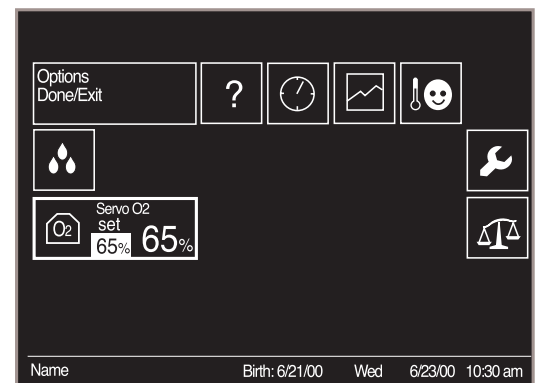 Options
Done/Exit
?
Servo O2
O2
set
65% 65%
Name Birth: 6/21/00 Wed 6/23/00 10:30 am